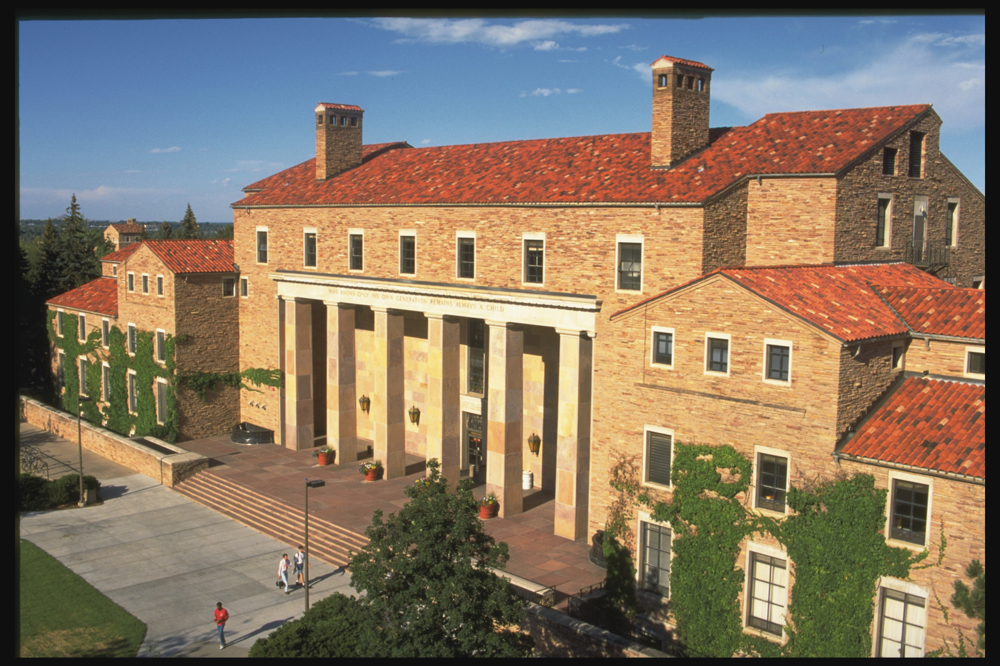 WHO KNOWS ONLY HIS OWN GENERATION REMAINS ALWAYS A CHILD